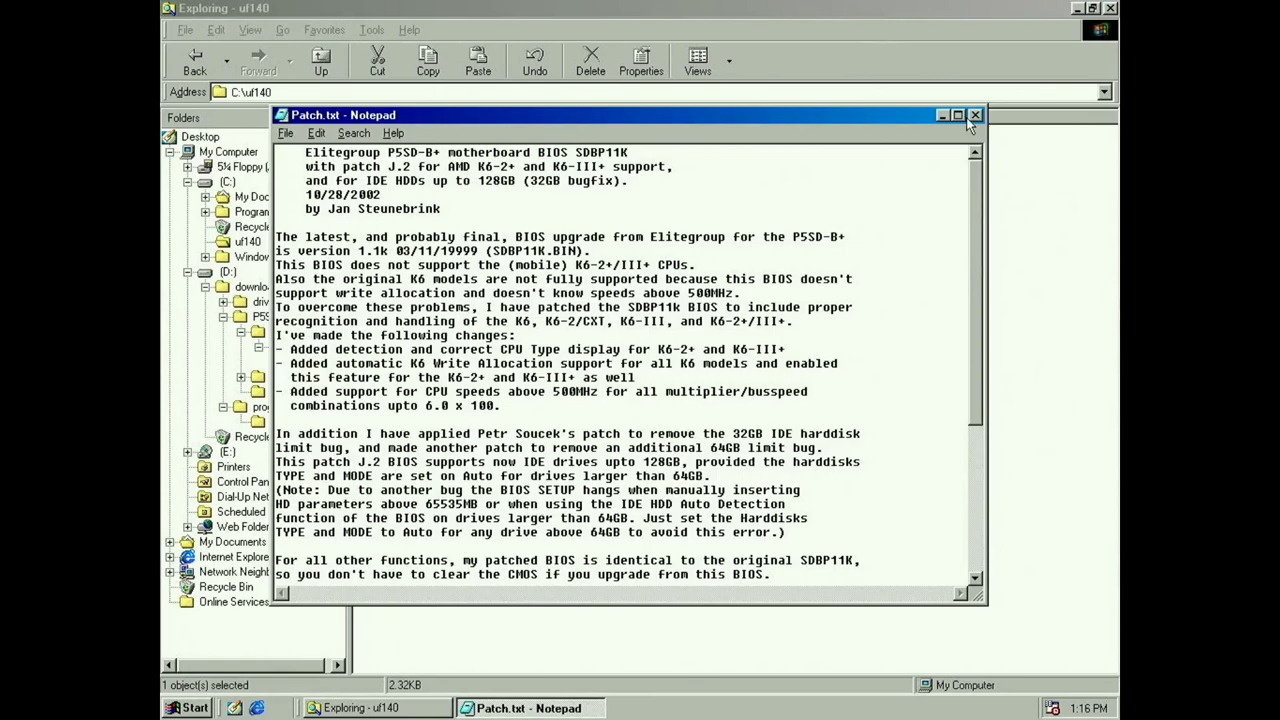 Exploring - uf140
File Edit View Go Favorites Tools Help
Back Forward Up Cut Copy Paste Undo Delete Properties Views
Address C:\uf140
Folders
Desktop
My Computer
5¼ Floppy (
(C:)
My Doc
Program
Recycle
uf140
Window
(D:)
downlo
driv
P5S
prog
Recycle
(E:)
Printers
Control Pan
Dial-Up Net
Scheduled
Web Folder
My Documents
Internet Explore
Network Neight
Recycle Bin
Online Services
Patch.txt - Notepad
File Edit Search Help
Elitegroup P5SD-B+ motherboard BIOS SDBP11K
with patch J.2 for AMD K6-2+ and K6-III+ support,
and for IDE HDDs up to 128GB (32GB bugfix).
10/28/2002
by Jan Steunebrink
The latest, and probably final, BIOS upgrade from Elitegroup for the P5SD-B+
is version 1.1k 03/11/19999 (SDBP11K.BIN).
This BIOS does not support the (mobile) K6-2+/III+ CPUs.
Also the original K6 models are not fully supported because this BIOS doesn't
support write allocation and doesn't know speeds above 500MHz.
To overcome these problems, I have patched the SDBP11k BIOS to include proper
recognition and handling of the K6, K6-2/CXT, K6-III, and K6-2+/III+.
I've made the following changes:
- Added detection and correct CPU Type display for K6-2+ and K6-III+
- Added automatic K6 Write Allocation support for all K6 models and enabled
this feature for the K6-2+ and K6-III+ as well
- Added support for CPU speeds above 500MHz for all multiplier/busspeed
combinations upto 6.0 x 100.
In addition I have applied Petr Soucek's patch to remove the 32GB IDE harddisk
limit bug, and made another patch to remove an additional 64GB limit bug.
This patch J.2 BIOS supports now IDE drives upto 128GB, provided the harddisks
TYPE and MODE are set on Auto for drives larger than 64GB.
(Note: Due to another bug the BIOS SETUP hangs when manually inserting
HD parameters above 65535MB or when using the IDE HDD Auto Detection
function of the BIOS on drives larger than 64GB. Just set the Harddisks
TYPE and MODE to Auto for any drive above 64GB to avoid this error.)
For all other functions, my patched BIOS is identical to the original SDBP11K,
so you don't have to clear the CMOS if you upgrade from this BIOS.
1 object(s) selected 2.32KB My Computer
Start Exploring - uf140 Patch.txt - Notepad 1:16 PM